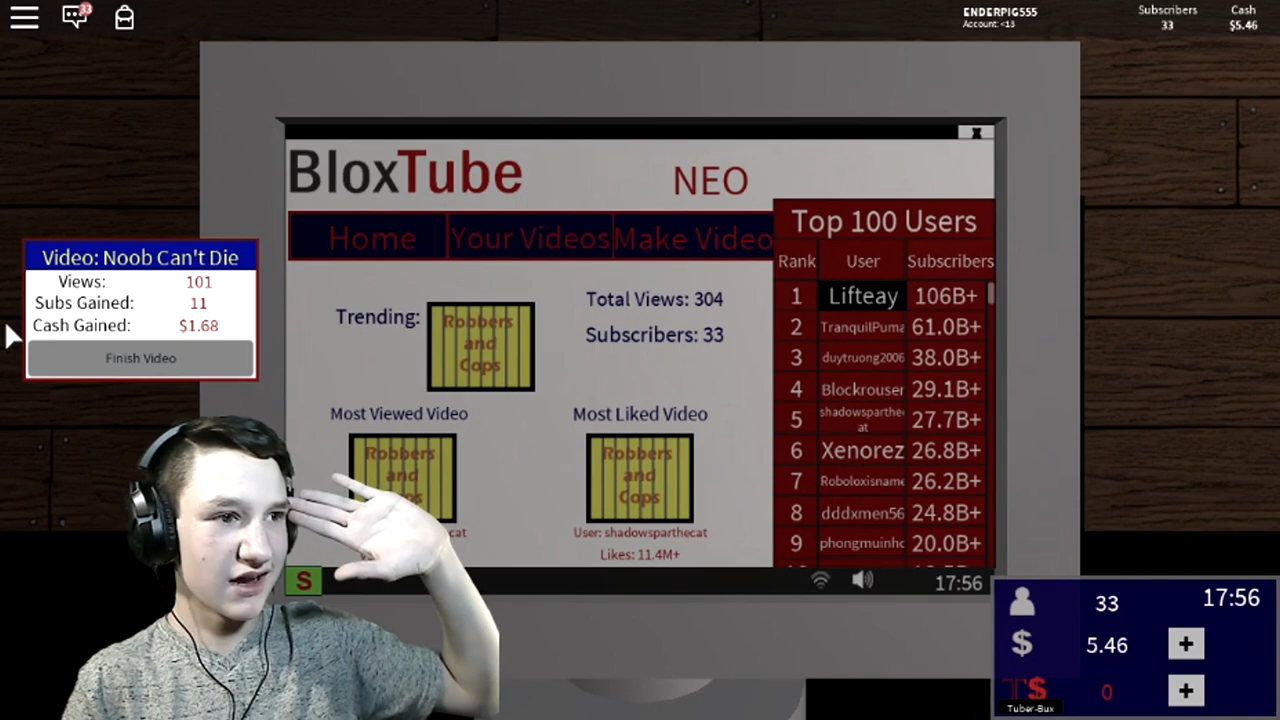 33
ENDERPIG555
Account: <13
Subscribers
33
Cash
$5.46
BloxTube
NEO
Home
Your Videos
Make Video
Video: Noob Can't Die
Views: 101
Subs Gained: 11
Cash Gained: $1.68
Finish Video
Trending:
Robbers
and
Cops
Total Views: 304
Subscribers: 33
Most Viewed Video
Robbers
and
Most Liked Video
Robbers
and
Cops
User: shadowsparthecat
Likes: 11.4M+
Top 100 Users
Rank User Subscribers
1 Lifteay 106B+
2 TranquilPuma 61.0B+
3 duytruong2006 38.0B+
4 Blockrouser 29.1B+
5 shadowsparthecat 27.7B+
6 Xenorez 26.8B+
7 Roboloxisname 26.2B+
8 dddxmen56 24.8B+
9 phongmuinho 20.0B+
S
17:56
33
17:56
$ 5.46 +
T$ 0 +
Tuber-Bux